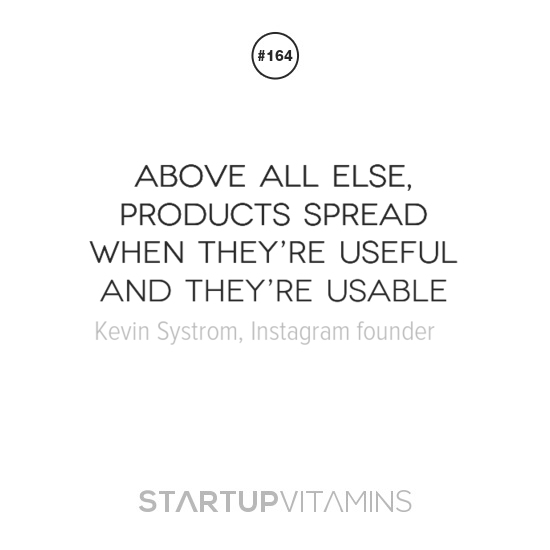 #164
ABOVE ALL ELSE,
PRODUCTS SPREAD
WHEN THEY'RE USEFUL
AND THEY'RE USABLE
Kevin Systrom, Instagram founder
STARTUPVITAMINS